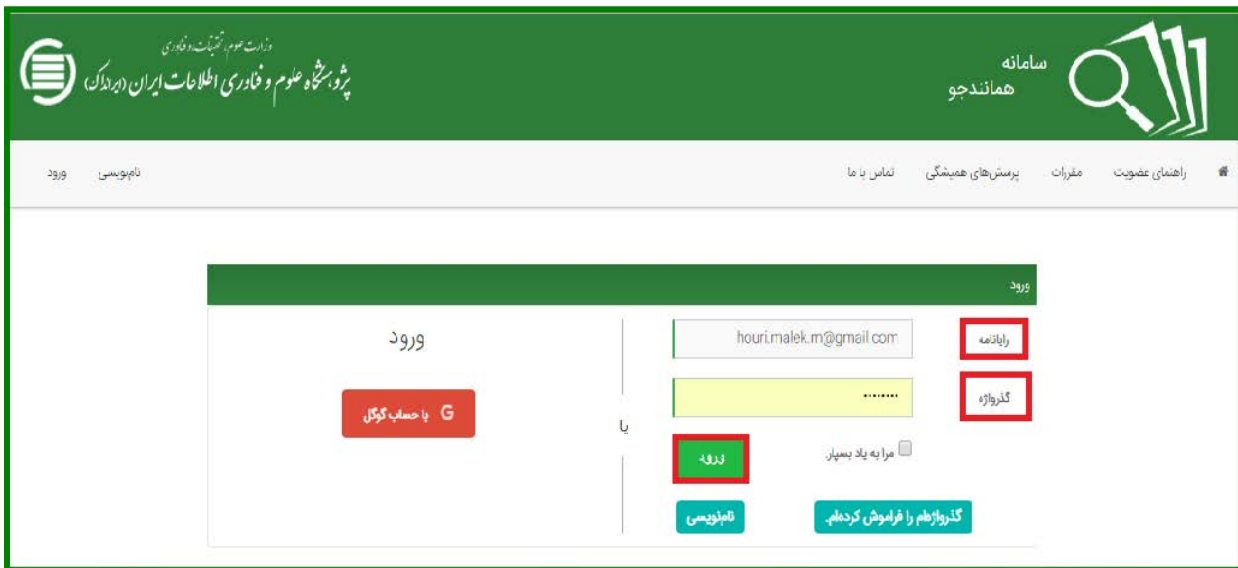 سامانه
همانندجو
وزارت علوم، تحقیقات و فناوری
پژوهشگاه علوم و فناوری اطلاعات ایران (ایرانداک)
راهنمای عضویت
مقررات
پرسش‌های همیشگی
تماس با ما
نام‌نویسی
ورود
ورود
رایانامه
houri.malek.m@gmail.com
گذرواژه
مرا به یاد بسپار.
ورود
گذرواژه‌ام را فراموش کرده‌ام.
نام‌نویسی
یا
ورود
با حساب گوگل G